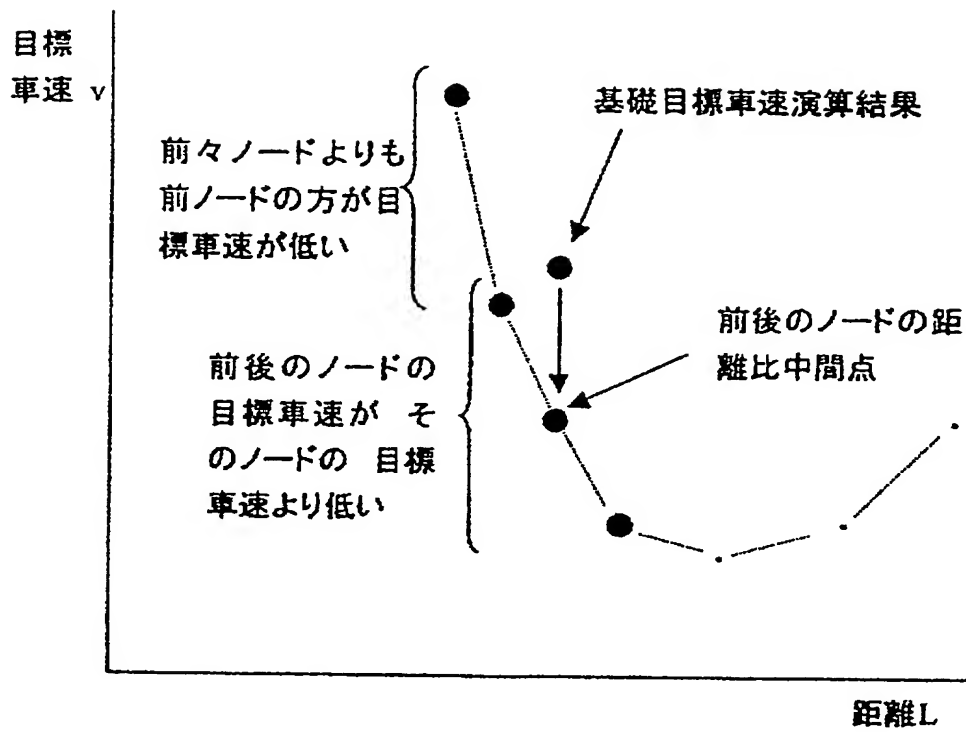 目標
車速 v
基礎目標車速演算結果
前々ノードよりも
前ノードの方が目
標車速が低い
前後のノードの距
離比中間点
前後のノードの
目標車速が そ
のノードの 目標
車速より低い
距離L